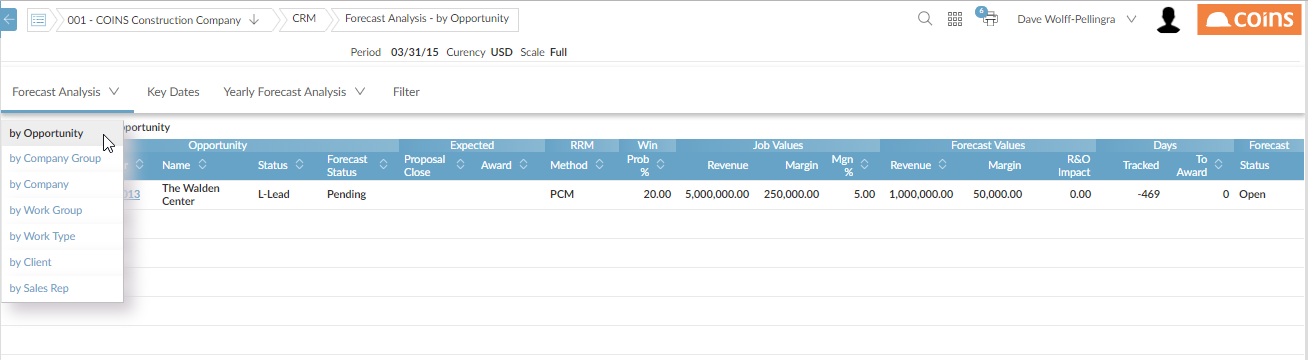 001 - COINS Construction Company
CRM
Forecast Analysis - by Opportunity
6
Dave Wolff-Pellingra
COINS
Period 03/31/15 Curency USD Scale Full
Forecast Analysis
Key Dates
Yearly Forecast Analysis
Filter
by Opportunity
by Company Group
by Company
by Work Group
by Work Type
by Client
by Sales Rep
Opportunity Expected RRM Win Job Values Forecast Values Days Forecast
Name Status Forecast Status Proposal Close Award Method Prob % Revenue Margin Mgn % Revenue Margin R&O Impact Tracked To Award Status
013 The Walden Center L-Lead Pending PCM 20.00 5,000,000.00 250,000.00 5.00 1,000,000.00 50,000.00 0.00 -469 0 Open